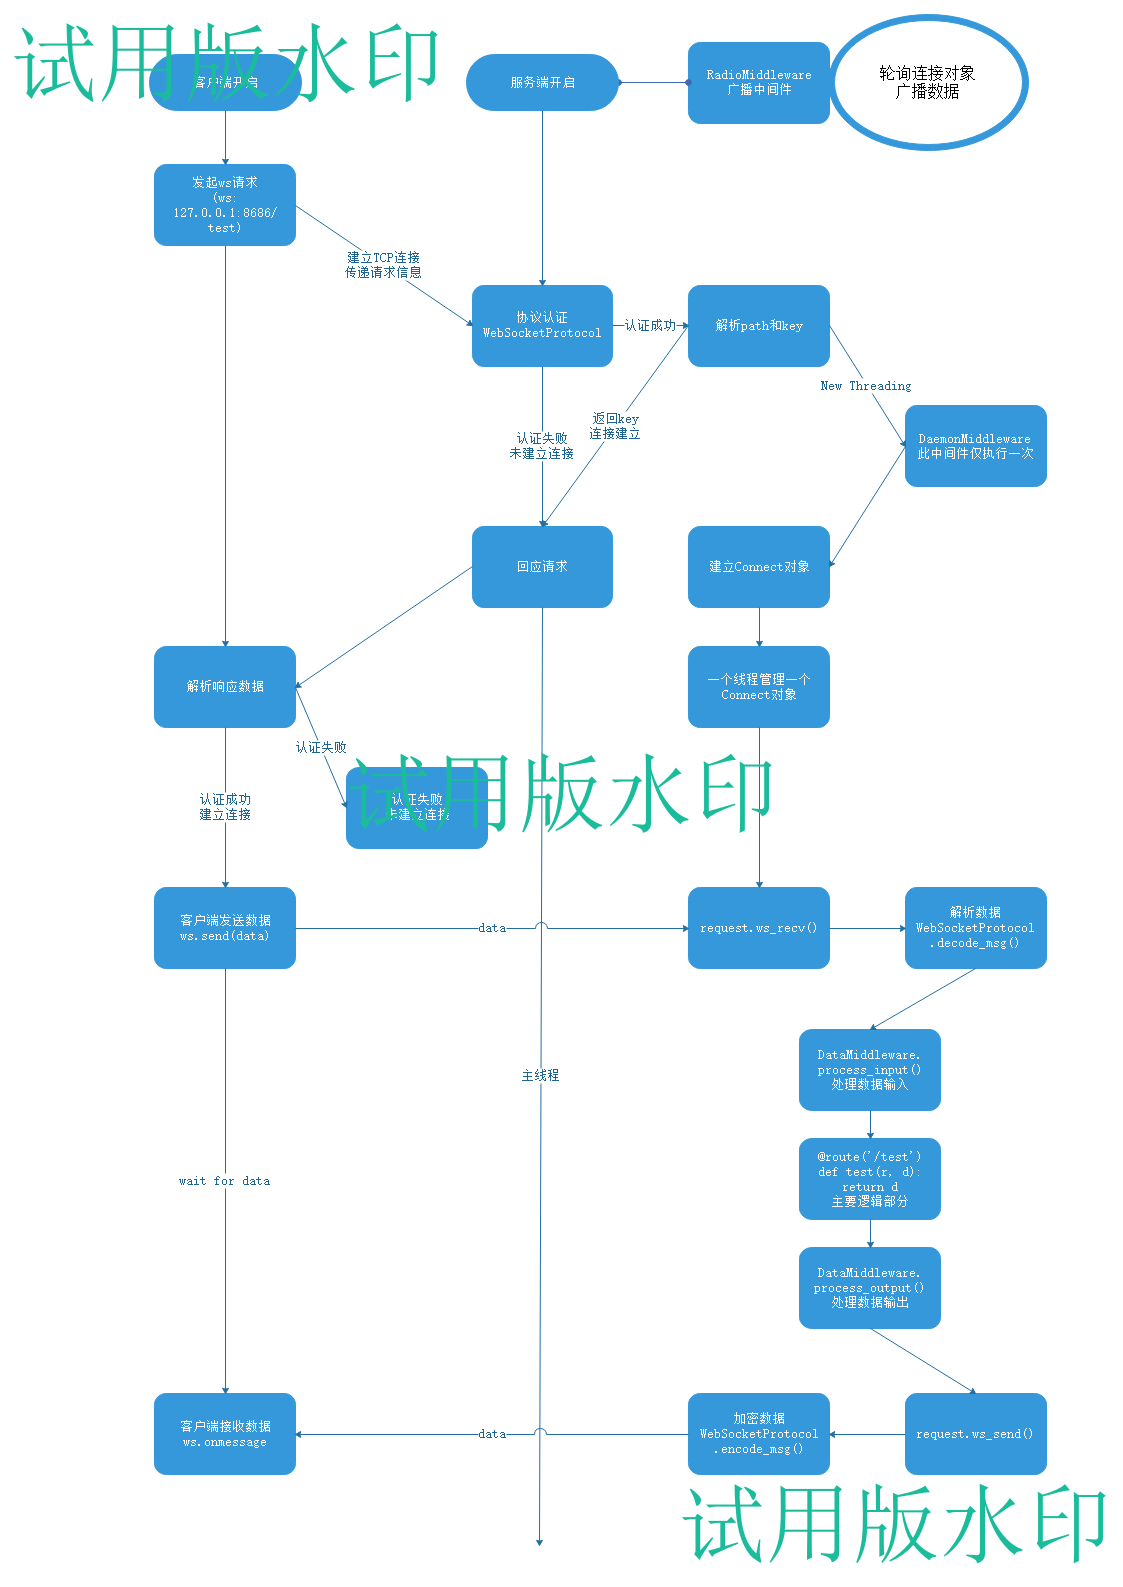 试用版水印
客户端开启
服务端开启
RadioMiddleware
广播中间件
轮询连接对象
广播数据
发起ws请求
(ws:
127.0.0.1:8686/
test)
建立TCP连接
传递请求信息
协议认证
WebSocketProtocol
认证成功
解析path和key
New Threading
返回key
连接建立
认证失败
未建立连接
DaemonMiddleware
此中间件仅执行一次
回应请求
建立Connect对象
解析响应数据
一个线程管理一个
Connect对象
认证失败
试用版水印
认证失败
未建立连接
认证成功
建立连接
客户端发送数据
ws.send(data)
data
request.ws_recv()
解析数据
WebSocketProtocol
.decode_msg()
DataMiddleware.
process_input()
处理数据输入
主线程
@route('/test')
def test(r, d):
return d
主要逻辑部分
wait for data
DataMiddleware.
process_output()
处理数据输出
客户端接收数据
ws.onmessage
data
加密数据
WebSocketProtocol
.encode_msg()
request.ws_send()
试用版水印